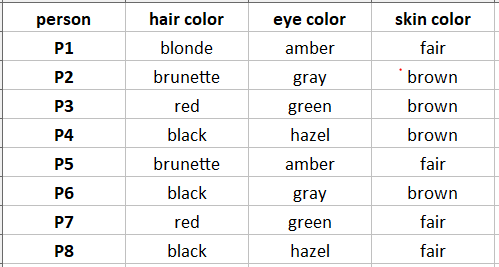 person hair color eye color skin color
P1 blonde amber fair
P2 brunette gray brown
P3 red green brown
P4 black hazel brown
P5 brunette amber fair
P6 black gray brown
P7 red green fair
P8 black hazel fair